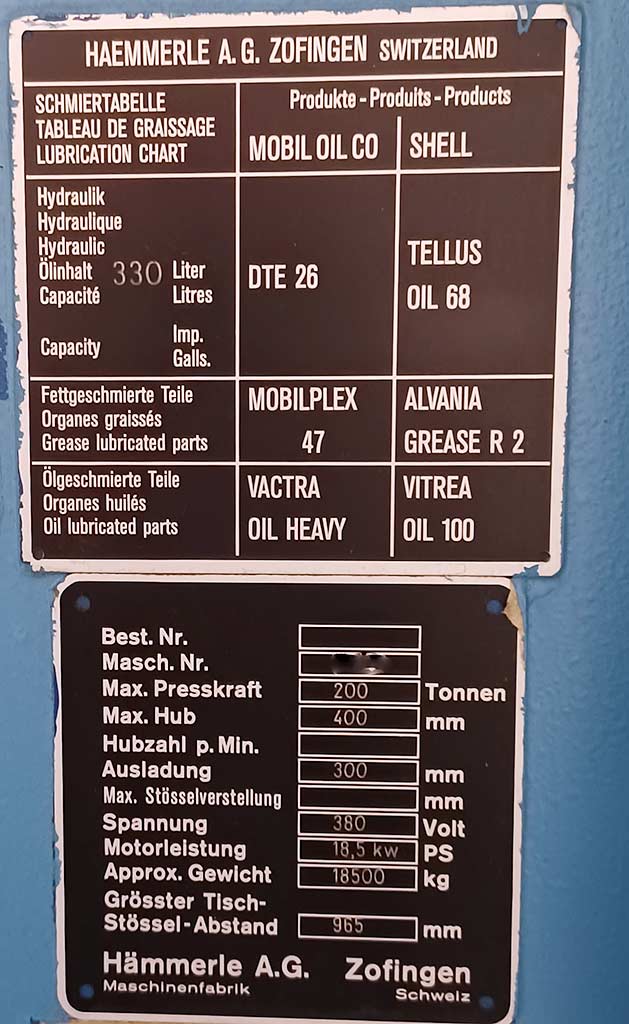 HAEMMERLE A.G. ZOFINGEN SWITZERLAND
SCHMIERTABELLE
TABLEAU DE GRAISSAGE
LUBRICATION CHART
Produkte - Produits - Products
MOBIL OIL CO
SHELL
Hydraulik
Hydraulique
Hydraulic
Ölinhalt 330 Liter
Capacité Litres
Capacity Imp. Galls.
DTE 26
TELLUS
OIL 68
Fettgeschmierte Teile
Organes graissés
Grease lubricated parts
MOBILPLEX
47
ALVANIA
GREASE R 2
Ölgeschmierte Teile
Organes huilés
Oil lubricated parts
VACTRA
OIL HEAVY
VITREA
OIL 100
Best. Nr.
Masch. Nr.
Max. Presskraft 200 Tonnen
Max. Hub 400 mm
Hubzahl p. Min.
Ausladung 300 mm
Max. Stösselverstellung mm
Spannung 380 Volt
Motorleistung 18,5 kw PS
Approx. Gewicht 18500 kg
Grösster Tisch-
Stössel-Abstand 965 mm
Hämmerle A.G. Zofingen
Maschinenfabrik Schweiz